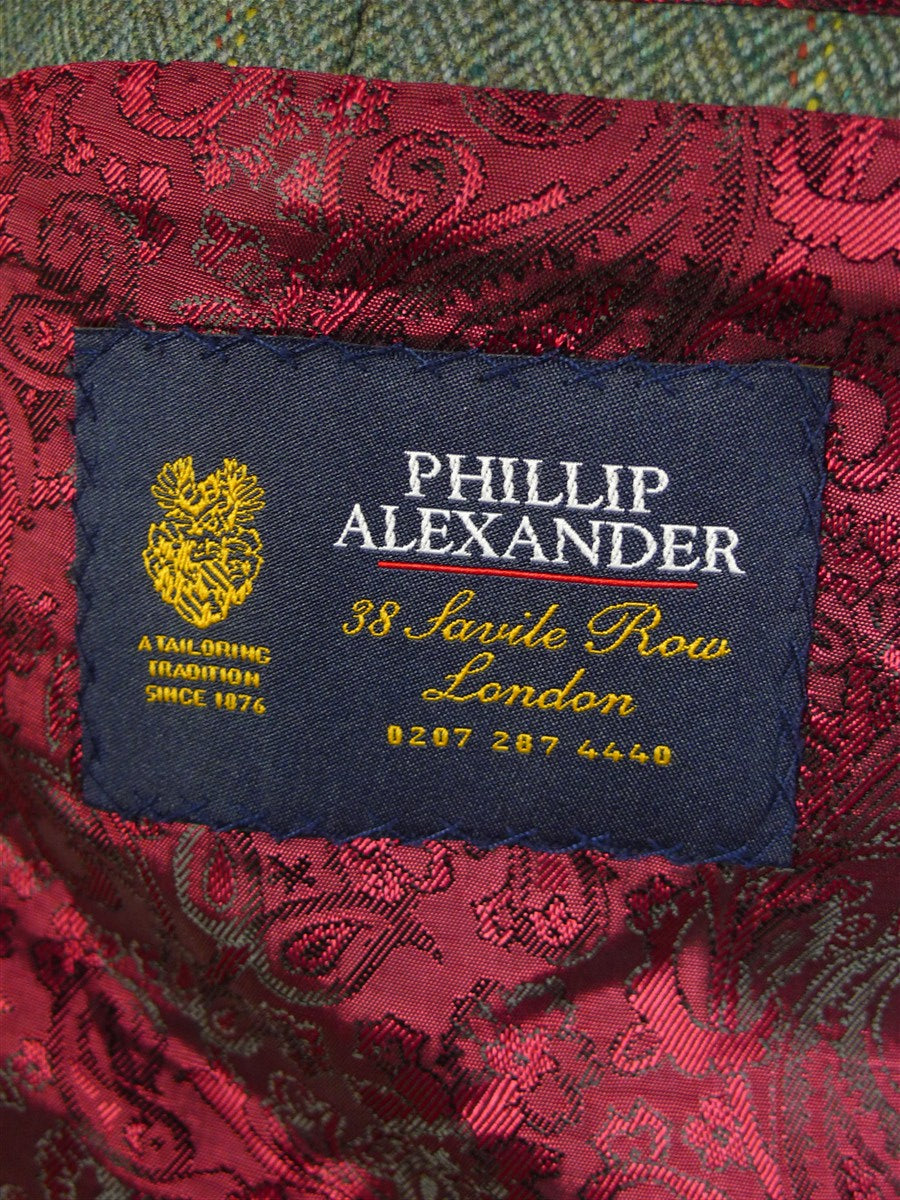 PHILLIP
ALEXANDER
38 Savile Row
London
0207 287 4440
A TAILORING
TRADITION
SINCE 1876